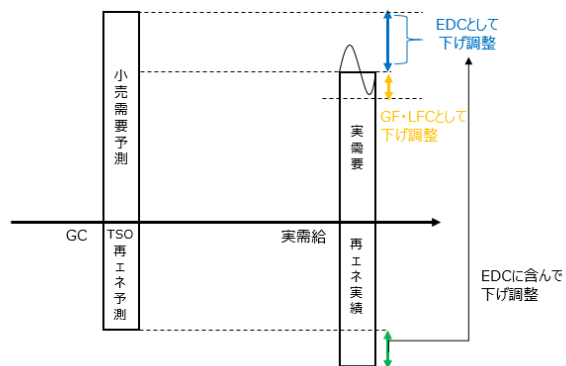 EDCとして
下げ調整
小売需要予測
GF・LFCとして
下げ調整
実需要
GC
TSO
再エネ予測
実需給
再エネ実績
EDCに含んで
下げ調整